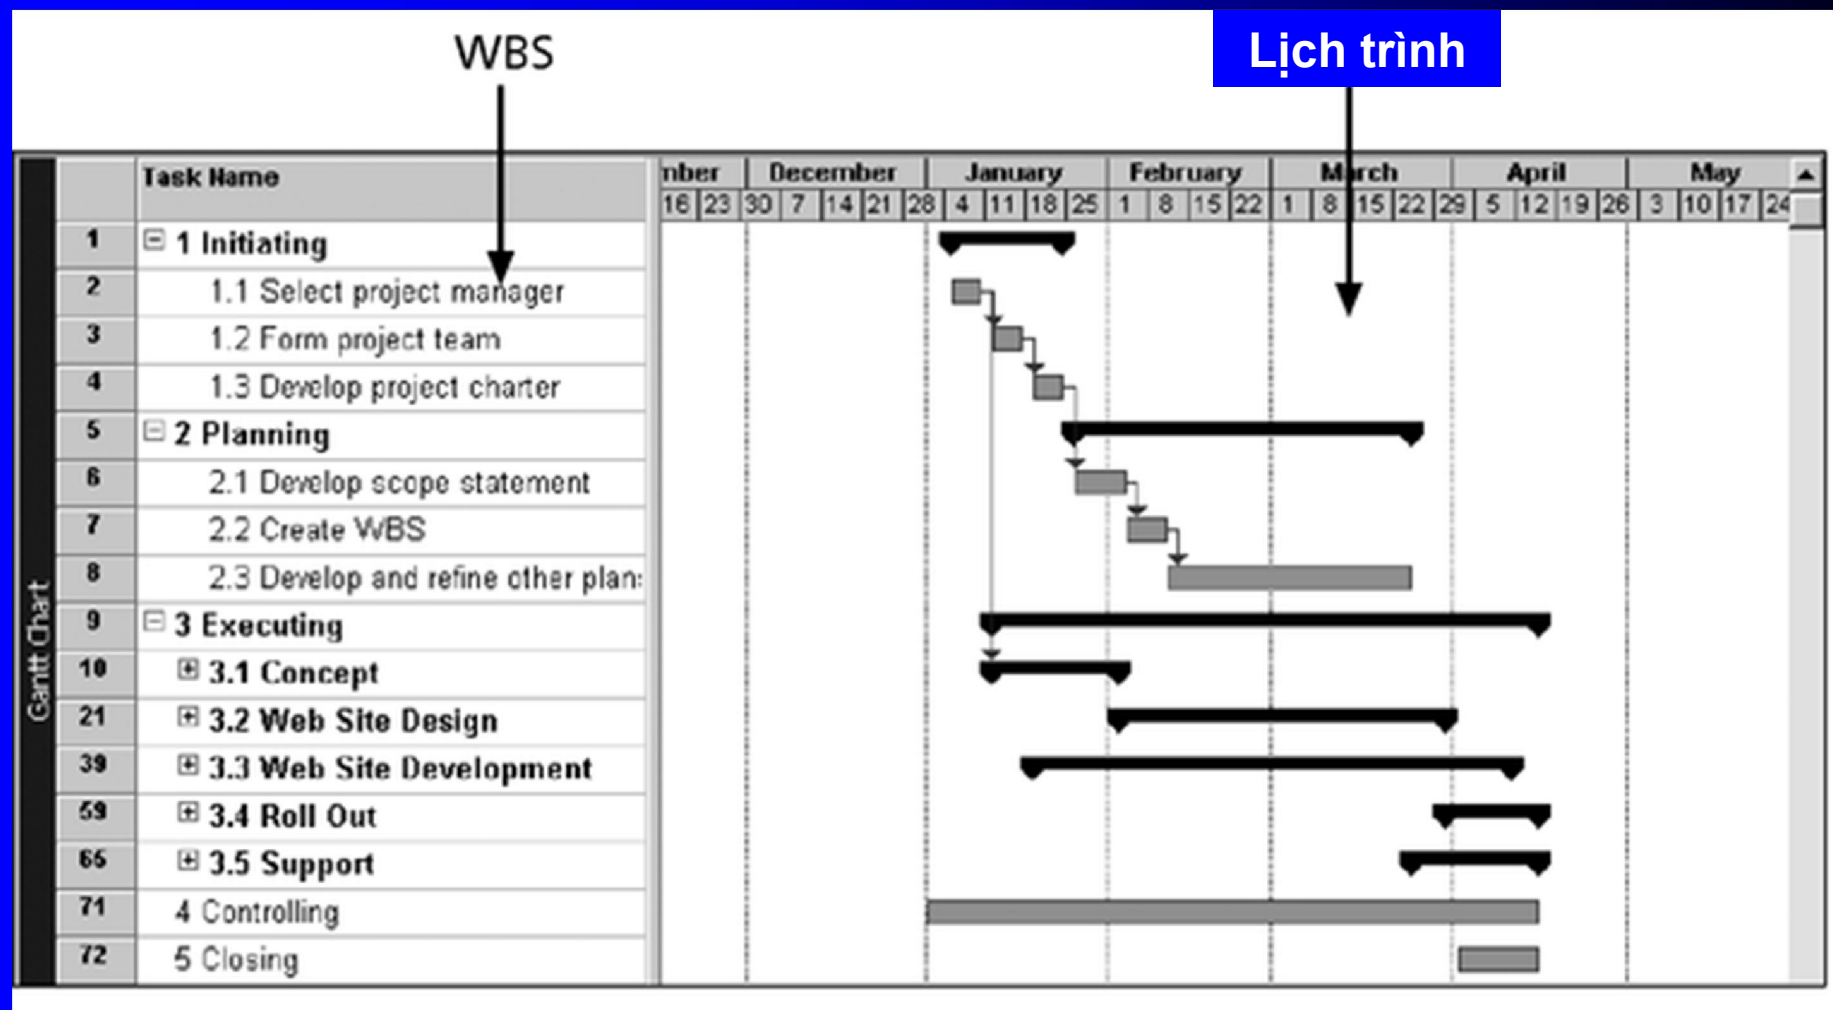 WBS
Lịch trình
Task Name
mber December January February March April May
16 23 30 7 14 21 28 4 11 18 25 1 8 15 22 1 8 15 22 29 5 12 19 26 3 10 17 24
1 1 Initiating
2 1.1 Select project manager
3 1.2 Form project team
4 1.3 Develop project charter
5 2 Planning
6 2.1 Develop scope statement
7 2.2 Create WBS
8 2.3 Develop and refine other plans
9 3 Executing
10 3.1 Concept
21 3.2 Web Site Design
39 3.3 Web Site Development
59 3.4 Roll Out
65 3.5 Support
71 4 Controlling
72 5 Closing
Gantt Chart